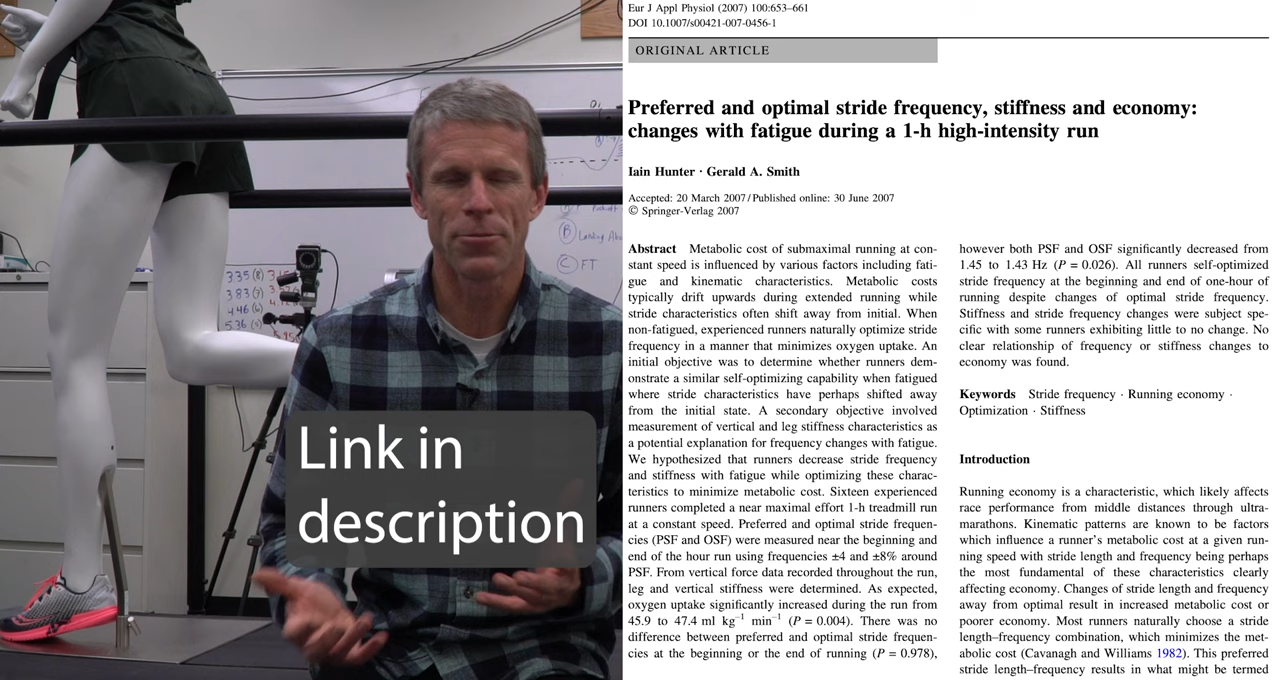 335 (8)
383 (7)
446 (6)
5.36 (5)
B
C FT
Link in
description
Eur J Appl Physiol (2007) 100:653–661
DOI 10.1007/s00421-007-0456-1
ORIGINAL ARTICLE
Preferred and optimal stride frequency, stiffness and economy:
changes with fatigue during a 1-h high-intensity run
Iain Hunter · Gerald A. Smith
Accepted: 20 March 2007 / Published online: 30 June 2007
© Springer-Verlag 2007
Abstract Metabolic cost of submaximal running at con-
stant speed is influenced by various factors including fati-
gue and kinematic characteristics. Metabolic costs
typically drift upwards during extended running while
stride characteristics often shift away from initial. When
non-fatigued, experienced runners naturally optimize stride
frequency in a manner that minimizes oxygen uptake. An
initial objective was to determine whether runners dem-
onstrate a similar self-optimizing capability when fatigued
where stride characteristics have perhaps shifted away
from the initial state. A secondary objective involved
measurement of vertical and leg stiffness characteristics as
a potential explanation for frequency changes with fatigue.
We hypothesized that runners decrease stride frequency
and stiffness with fatigue while optimizing these charac-
teristics to minimize metabolic cost. Sixteen experienced
runners completed a near maximal effort 1-h treadmill run
at a constant speed. Preferred and optimal stride frequen-
cies (PSF and OSF) were measured near the beginning and
end of the hour run using frequencies ±4 and ±8% around
PSF. From vertical force data recorded throughout the run,
leg and vertical stiffness were determined. As expected,
oxygen uptake significantly increased during the run from
45.9 to 47.4 ml kg⁻¹ min⁻¹ (P = 0.004). There was no
difference between preferred and optimal stride frequen-
cies at the beginning or the end of running (P = 0.978),
however both PSF and OSF significantly decreased from
1.45 to 1.43 Hz (P = 0.026). All runners self-optimized
stride frequency at the beginning and end of one-hour of
running despite changes of optimal stride frequency.
Stiffness and stride frequency changes were subject spe-
cific with some runners exhibiting little to no change. No
clear relationship of frequency or stiffness changes to
economy was found.
Keywords Stride frequency · Running economy ·
Optimization · Stiffness
Introduction
Running economy is a characteristic, which likely affects
race performance from middle distances through ultra-
marathons. Kinematic patterns are known to be factors
which influence a runner's metabolic cost at a given run-
ning speed with stride length and frequency being perhaps
the most fundamental of these characteristics clearly
affecting economy. Changes of stride length and frequency
away from optimal result in increased metabolic cost or
poorer economy. Most runners naturally choose a stride
length–frequency combination, which minimizes the met-
abolic cost (Cavanagh and Williams 1982). This preferred
stride length–frequency results in what might be termed